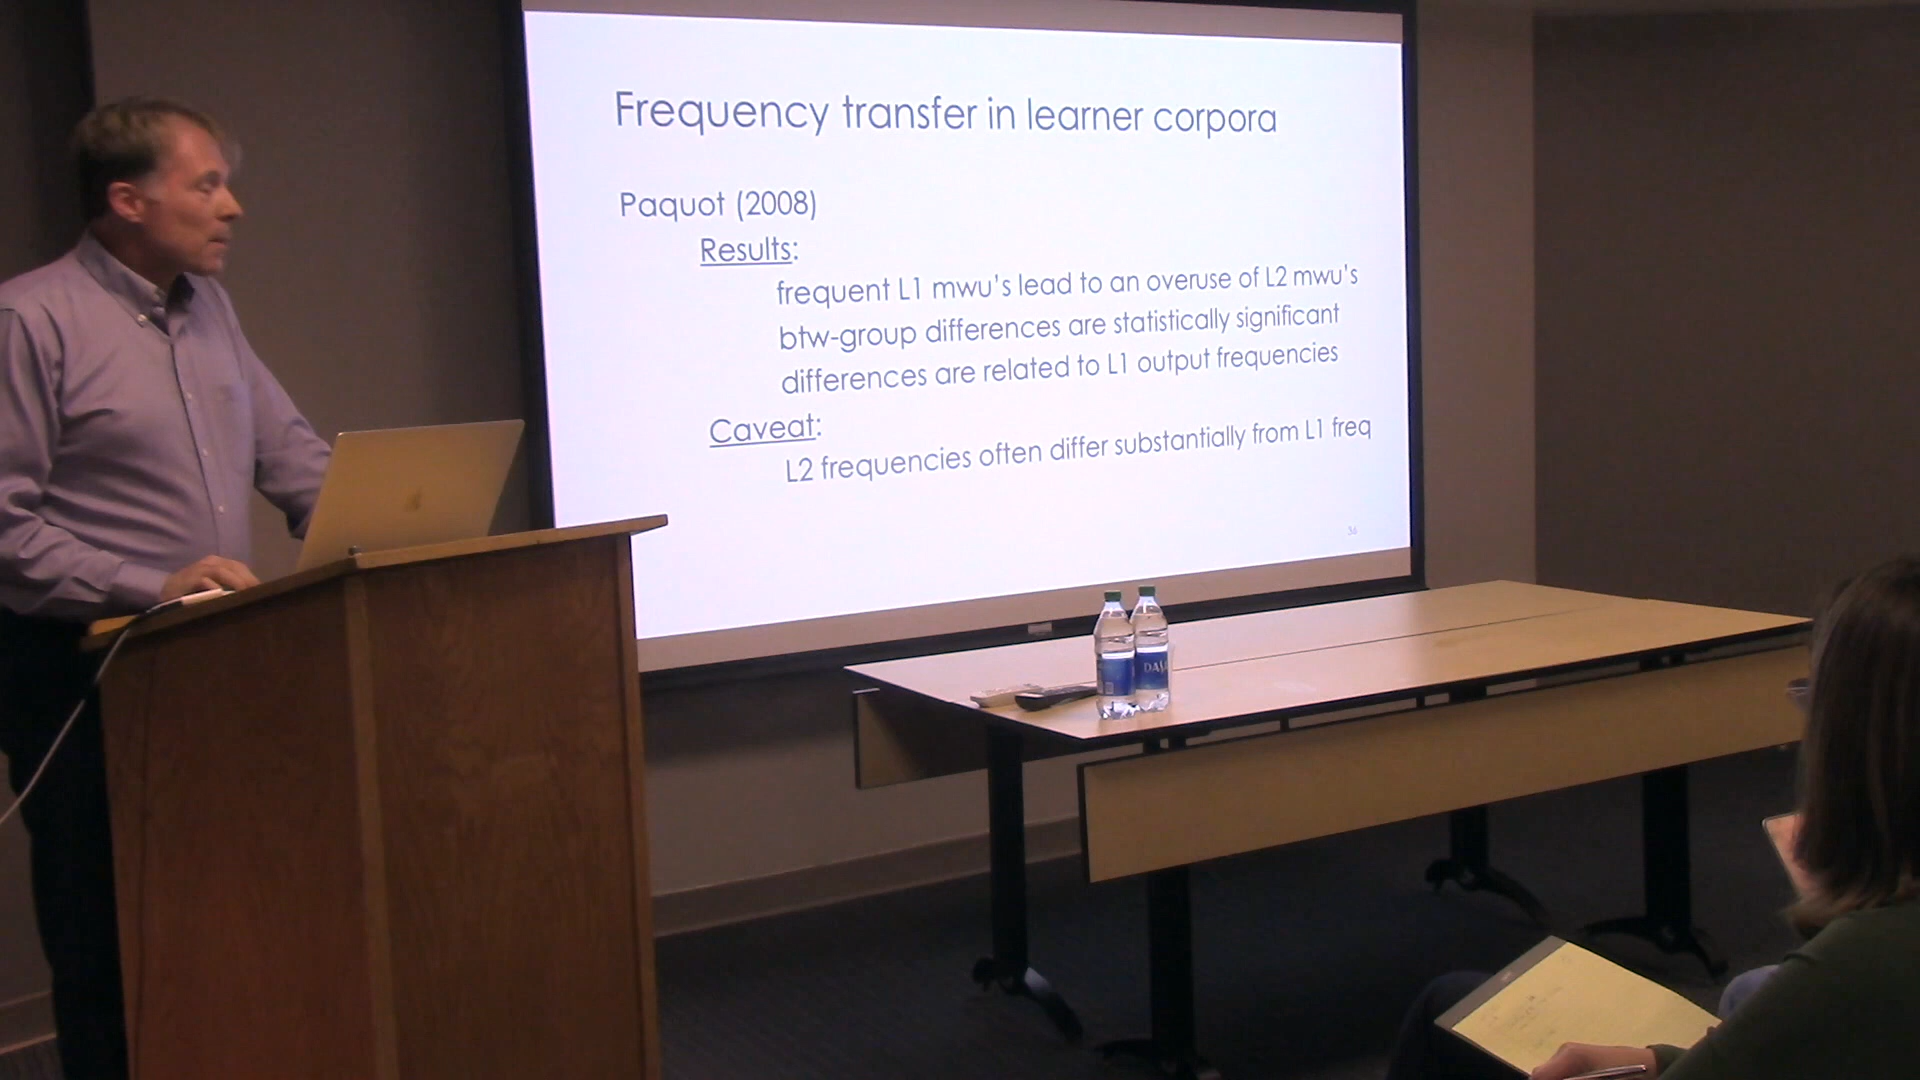 Frequency transfer in learner corpora
Paquot (2008)
Results:
frequent L1 mwu's lead to an overuse of L2 mwu's
btw-group differences are statistically significant
differences are related to L1 output frequencies
Caveat:
L2 frequencies often differ substantially from L1 freq
36
DASA